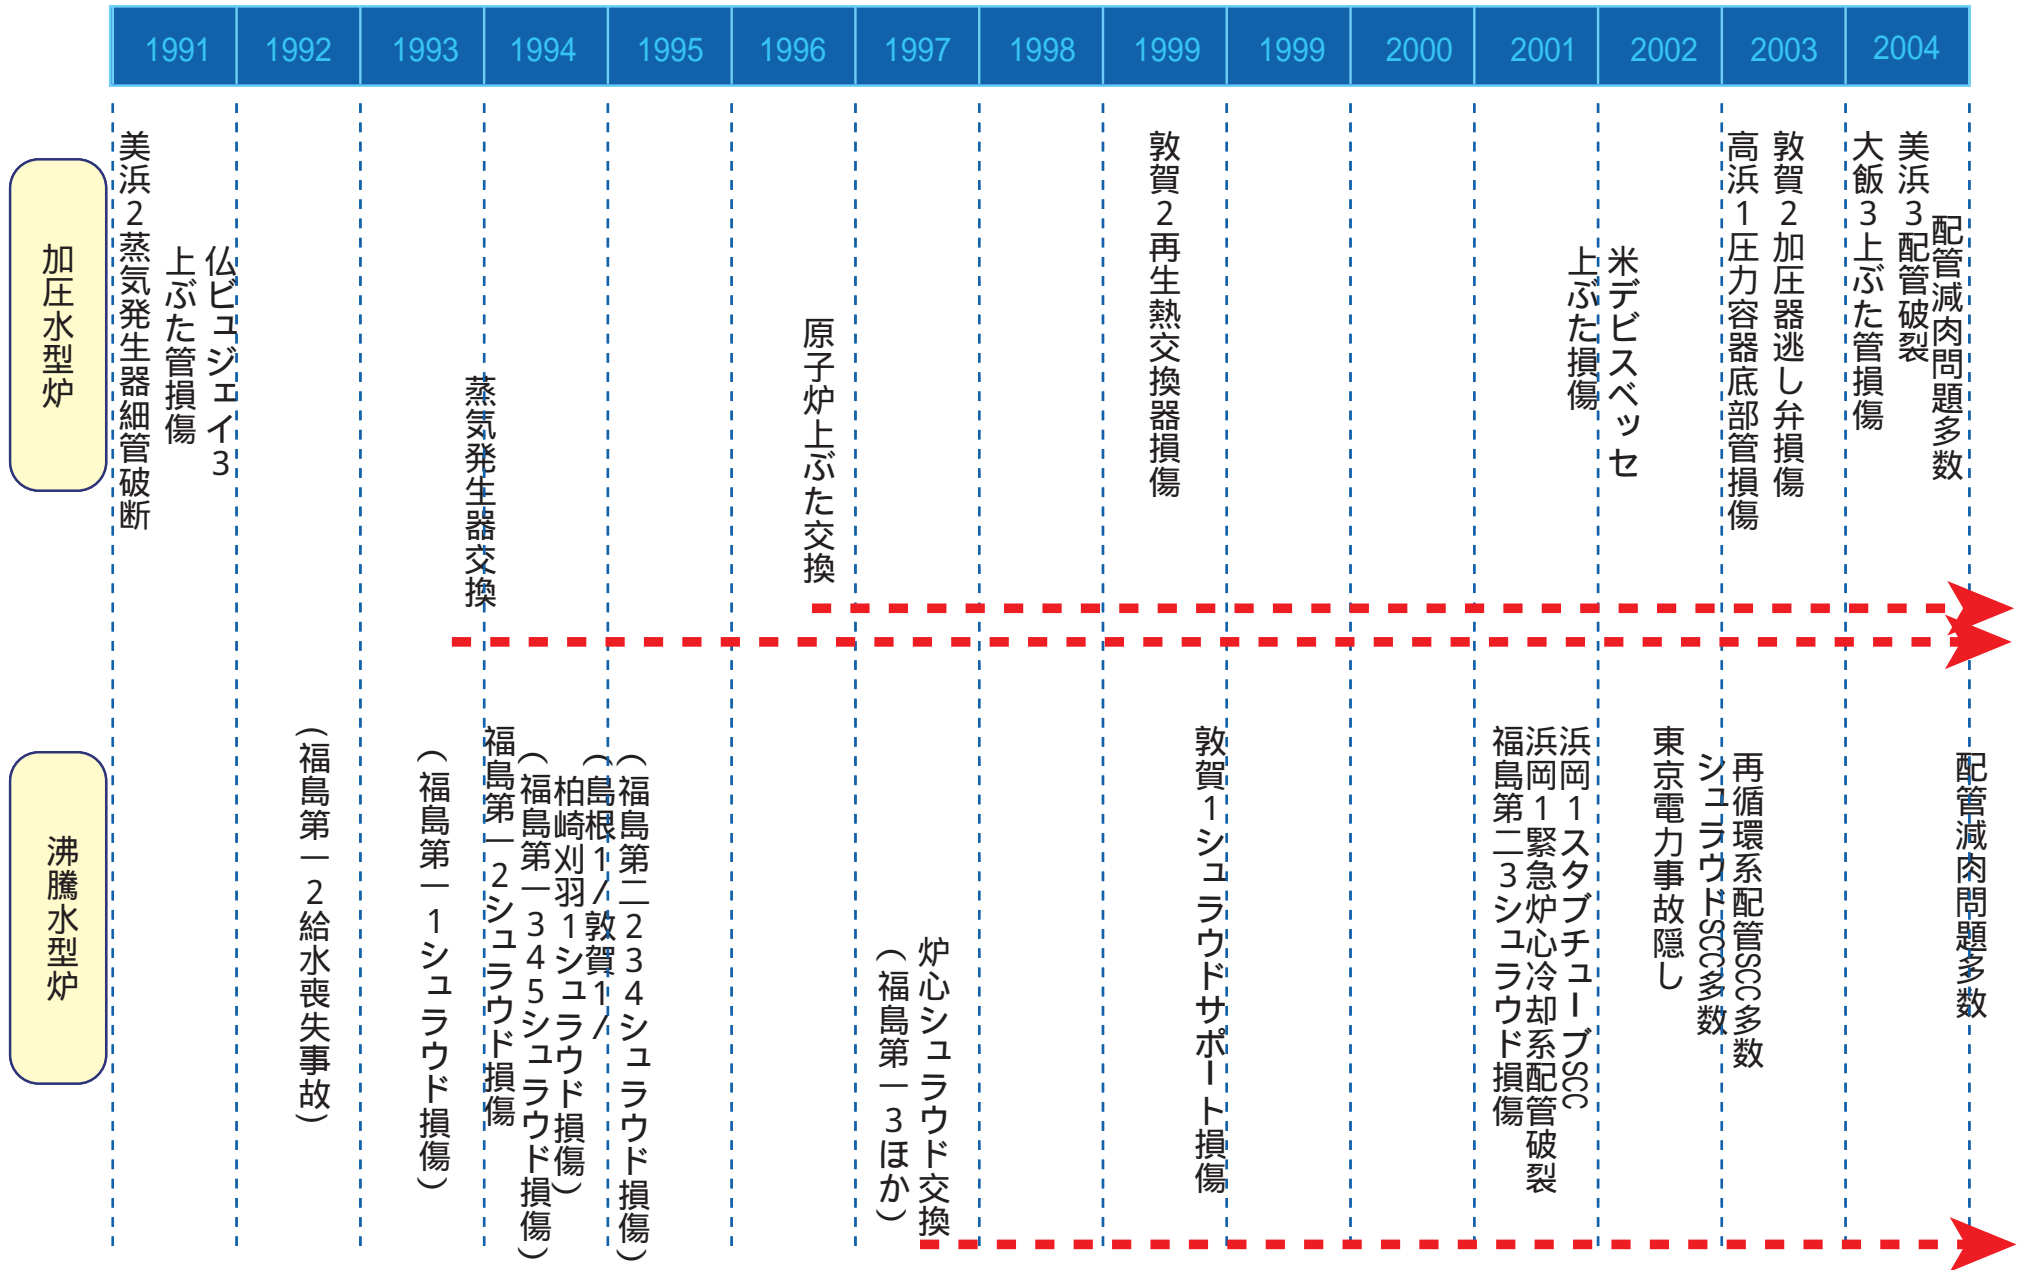 1991 1992 1993 1994 1995 1996 1997 1998 1999 1999 2000 2001 2002 2003 2004
加圧水型炉
美浜2蒸気発生器細管破断
仏ビュジェイ3
上ぶた管損傷
蒸気発生器交換
原子炉上ぶた交換
敦賀2再生熱交換器損傷
米デビスベッセ
上ぶた損傷
高浜1圧力容器底部管損傷
敦賀2加圧器逃し弁損傷
大飯3上ぶた管損傷
美浜3配管破裂
配管減肉問題多数
沸騰水型炉
(福島第一2給水喪失事故)
(福島第一1シュラウド損傷)
福島第一2シュラウド損傷
(福島第一345シュラウド損傷)
(島根1/敦賀1/
柏崎刈羽1シュラウド損傷)
(福島第二234シュラウド損傷)
炉心シュラウド交換
(福島第一3ほか)
敦賀1シュラウドサポート損傷
福島第二3シュラウド損傷
浜岡1緊急炉心冷却系配管破裂
浜岡1スタブチューブSCC
東京電力事故隠し
シュラウドSCC多数
再循環系配管SCC多数
配管減肉問題多数